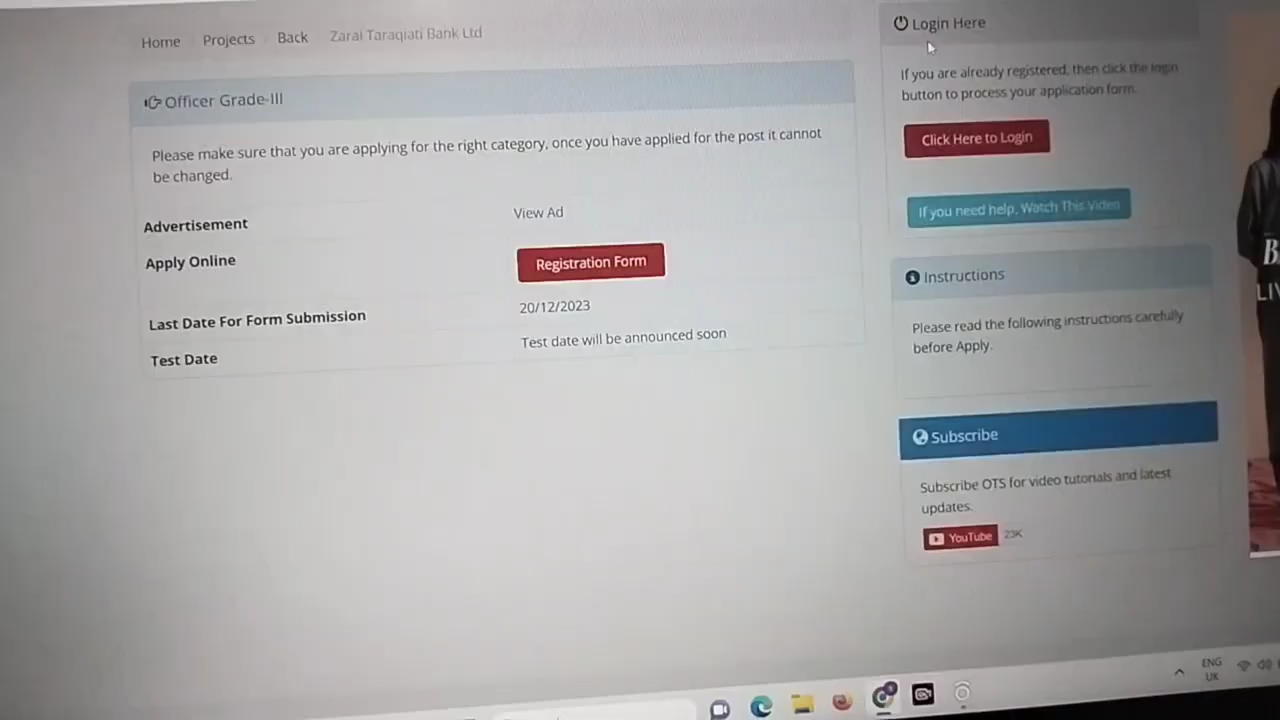 Home Projects Back Zarai Taraqiati Bank Ltd
Officer Grade-III
Please make sure that you are applying for the right category, once you have applied for the post it cannot
be changed.
Advertisement View Ad
Apply Online Registration Form
Last Date For Form Submission 20/12/2023
Test Date Test date will be announced soon
Login Here
If you are already registered, then click the login
button to process your application form.
Click Here to Login
If you need help, Watch This Video
Instructions
Please read the following instructions carefully
before Apply.
Subscribe
Subscribe OTS for video tutorials and latest
updates.
YouTube 23K
ENG
UK